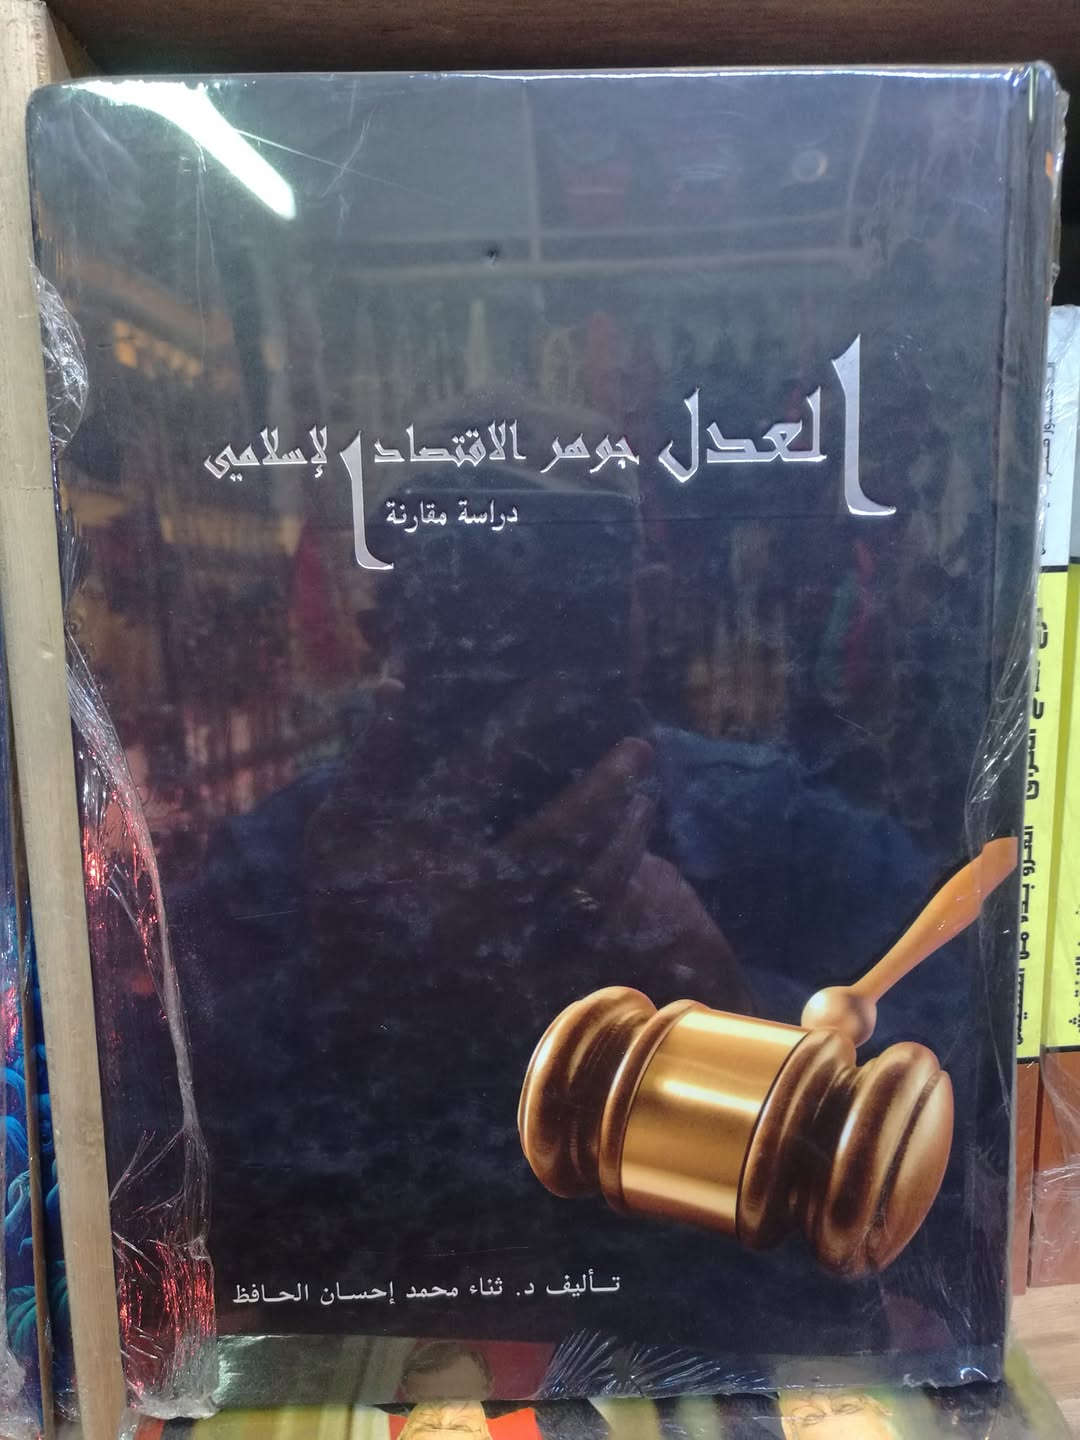 العدل جوهر الاقتصاد الإسلامي
دراسة مقارنة
تأليف د. ثناء محمد إحسان الحافظ